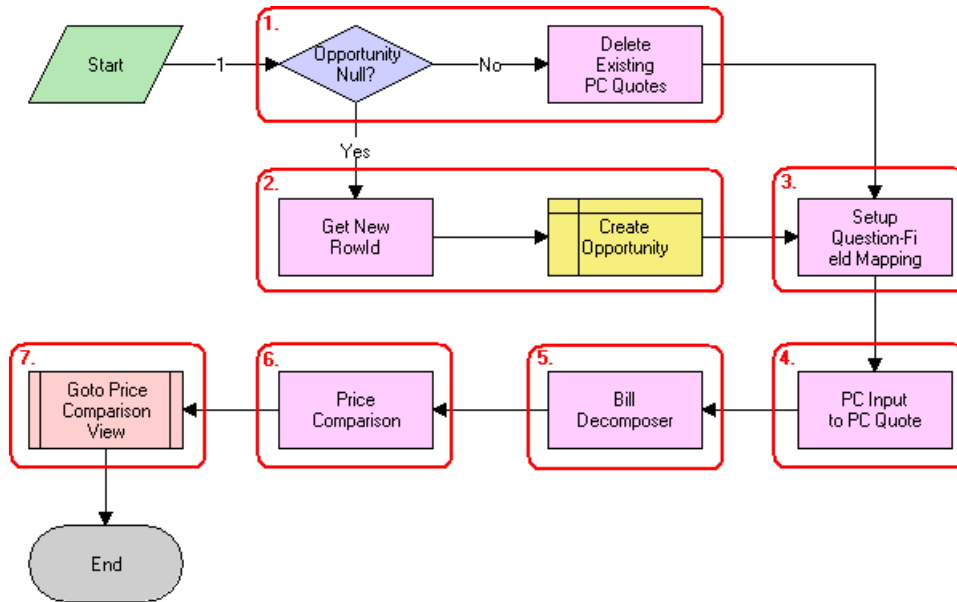 1.
Start
1
Opportunity
Null?
No
Delete
Existing
PC Quotes
Yes
2.
Get New
RowId
Create
Opportunity
3.
Setup
Question-Fi
eld Mapping
7.
Goto Price
Comparison
View
6.
Price
Comparison
5.
Bill
Decomposer
4.
PC Input
to PC Quote
End